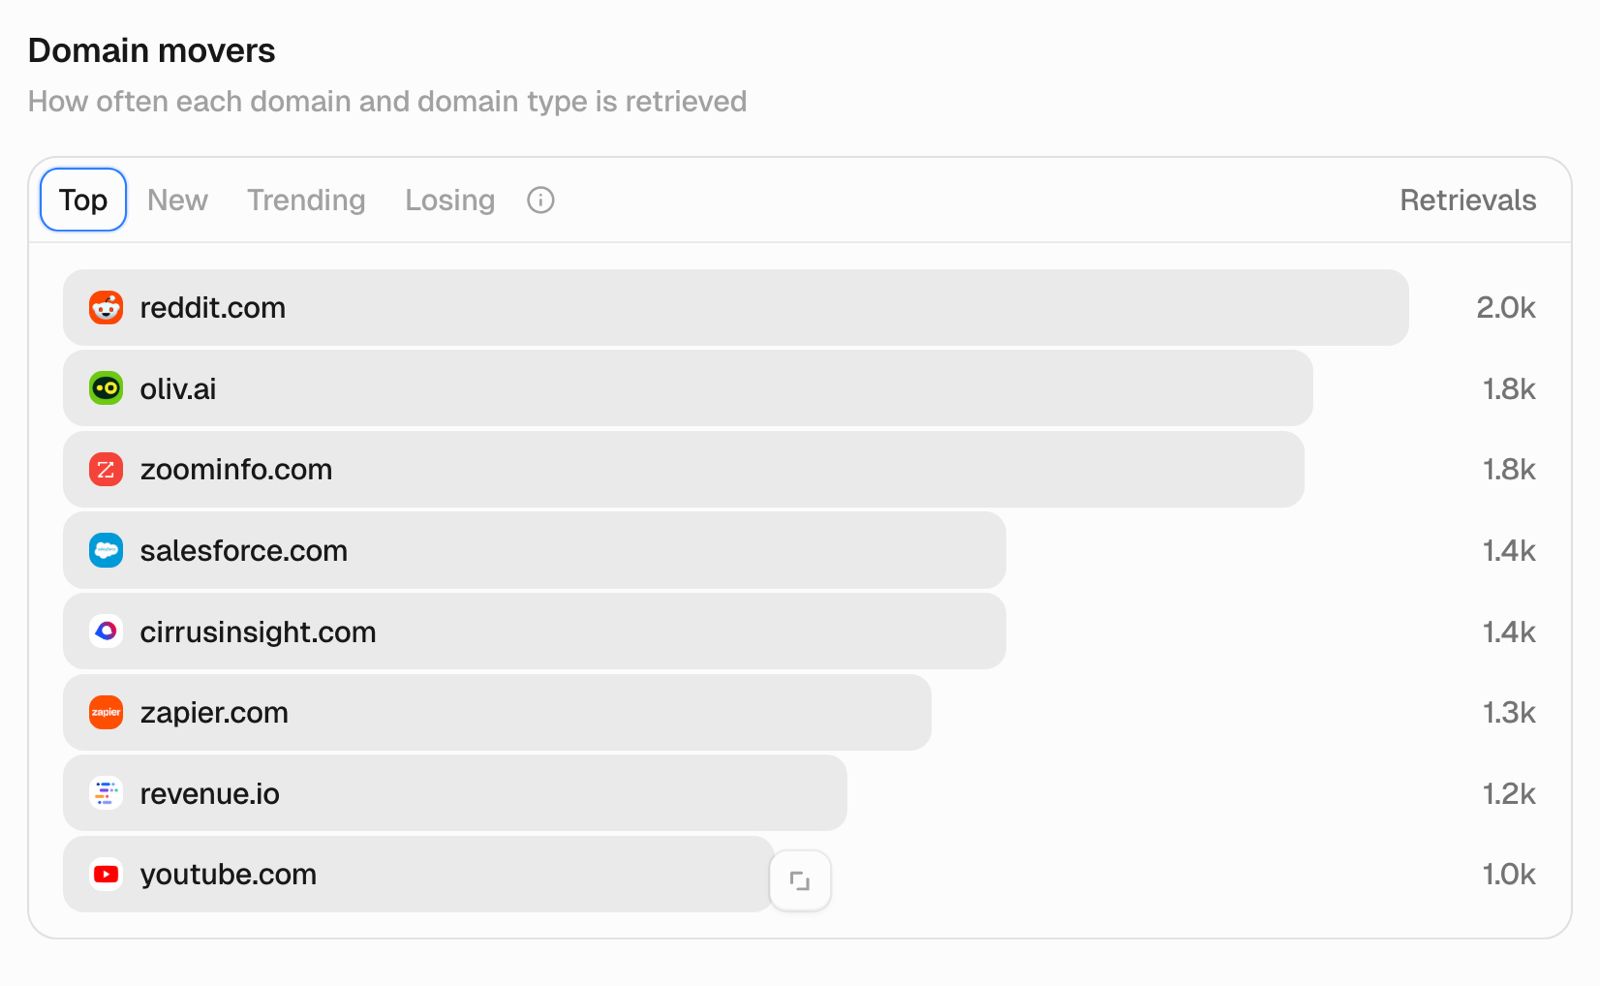 Domain movers
How often each domain and domain type is retrieved
Top New Trending Losing Retrievals
reddit.com 2.0k
oliv.ai 1.8k
zoominfo.com 1.8k
salesforce.com 1.4k
cirrusinsight.com 1.4k
zapier zapier.com 1.3k
revenue.io 1.2k
youtube.com 1.0k